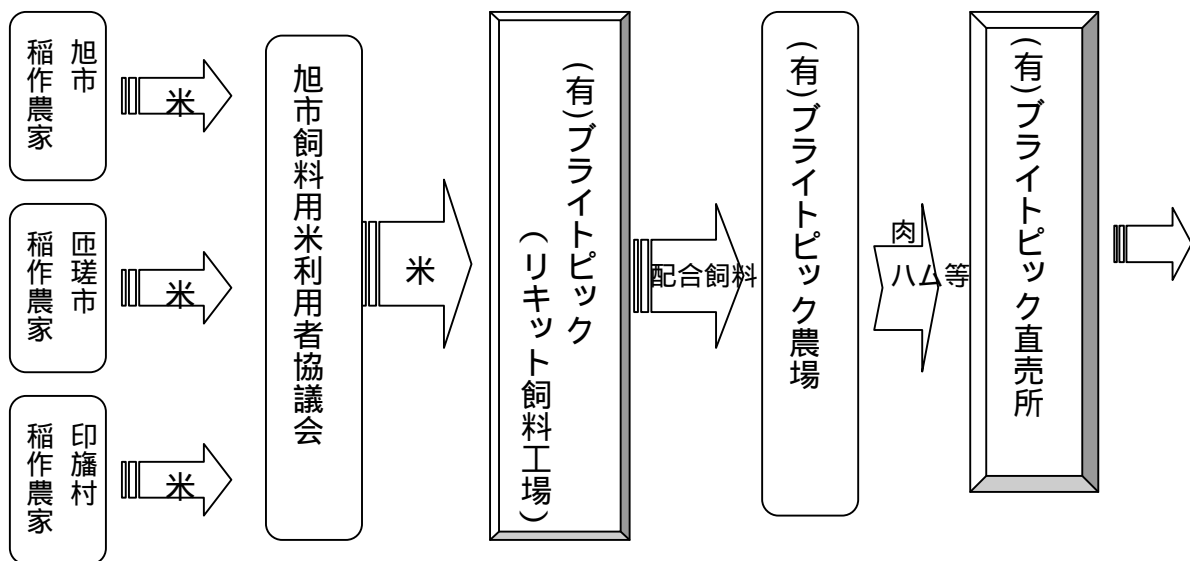 旭市
稲作農家
米
匝瑳市
稲作農家
米
印旛村
稲作農家
米
旭市飼料用米利用者協議会
米
(有)ブライトピック
(リキット飼料工場)
配合飼料
(有)ブライトピック農場
肉
ハム等
(有)ブライトピック直売所